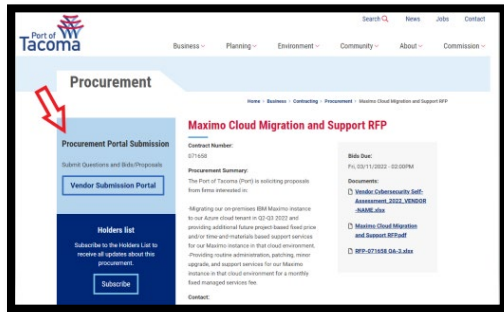 Search
News
Jobs
Contact
Port of
Tacoma
Business
Planning
Environment
Community
About
Commission
Procurement
Home > Business > Contracting > Procurement > Maximo Cloud Migration and Support RFP
Procurement Portal Submission
Submit Questions and Bids/Proposals
Vendor Submission Portal
Holders list
Subscribe to the Holders List to
receive all updates about this
procurement.
Subscribe
Maximo Cloud Migration and Support RFP
Contract Number:
071658
Procurement Summary:
The Port of Tacoma (Port) is soliciting proposals
from firms interested in:
-Migrating our on-premises IBM Maximo instance
to our Azure cloud tenant in Q2-Q3 2022 and
providing additional future project-based fixed price
and/or time-and-materials based support services
for our Maximo instance in that cloud environment.
-Providing routine administration, patching, minor
upgrade, and support services for our Maximo
instance in that cloud environment for a monthly
fixed managed services fee.
Contact:
Bids Due:
Fri, 03/11/2022 - 02:00PM
Documents:
Vendor Cybersecurity Self-
Assessment_2022_VENDOR
-NAME.xlsx
Maximo Cloud Migration
and Support RFP.pdf
RFP-071658 QA-3.xlsx